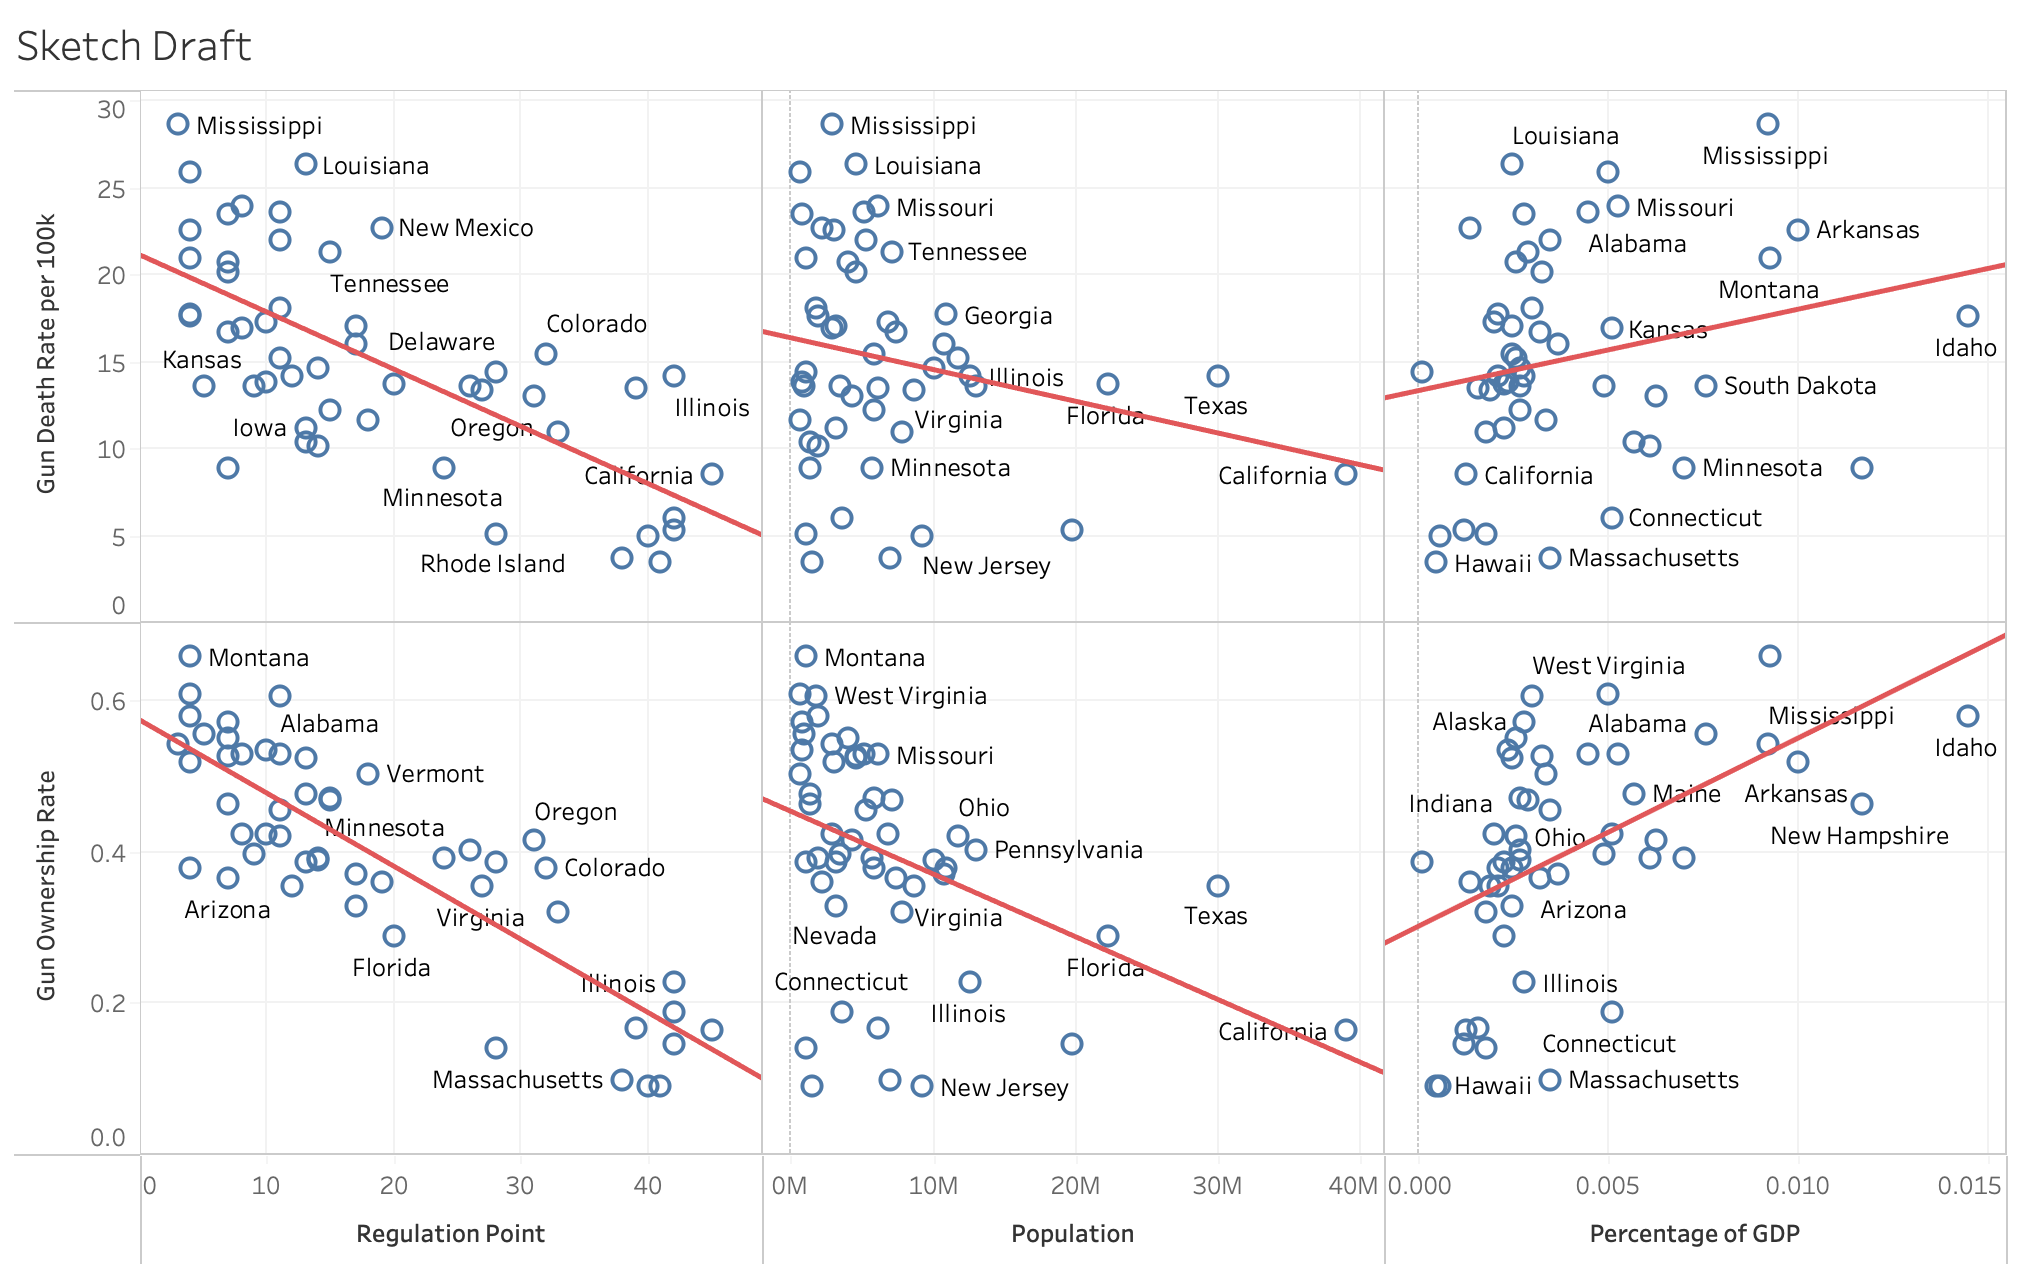 Sketch Draft
Gun Death Rate per 100k
30
25
20
15
10
5
0
Mississippi
Louisiana
New Mexico
Tennessee
Colorado
Delaware
Kansas
Illinois
Iowa
Oregon
California
Minnesota
Rhode Island
Mississippi
Louisiana
Missouri
Tennessee
Georgia
Illinois
Texas
Florida
Virginia
Minnesota
California
New Jersey
Louisiana
Mississippi
Missouri
Arkansas
Alabama
Montana
Kansas
Idaho
South Dakota
Minnesota
California
Connecticut
Massachusetts
Hawaii
Gun Ownership Rate
0.6
0.4
0.2
0.0
Montana
Alabama
Vermont
Oregon
Minnesota
Colorado
Arizona
Virginia
Florida
Illinois
Massachusetts
Montana
West Virginia
Missouri
Ohio
Pennsylvania
Texas
Virginia
Nevada
Florida
Connecticut
Illinois
California
New Jersey
West Virginia
Alaska
Alabama
Mississippi
Idaho
Indiana
Maine
Arkansas
Ohio
New Hampshire
Arizona
Illinois
Connecticut
Hawaii
Massachusetts
0 10 20 30 40
0M 10M 20M 30M 40M
0.000 0.005 0.010 0.015
Regulation Point
Population
Percentage of GDP